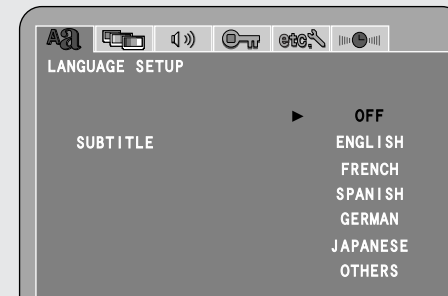 Aa etc.
LANGUAGE SETUP
OFF
SUBTITLE ENGLISH
FRENCH
SPANISH
GERMAN
JAPANESE
OTHERS